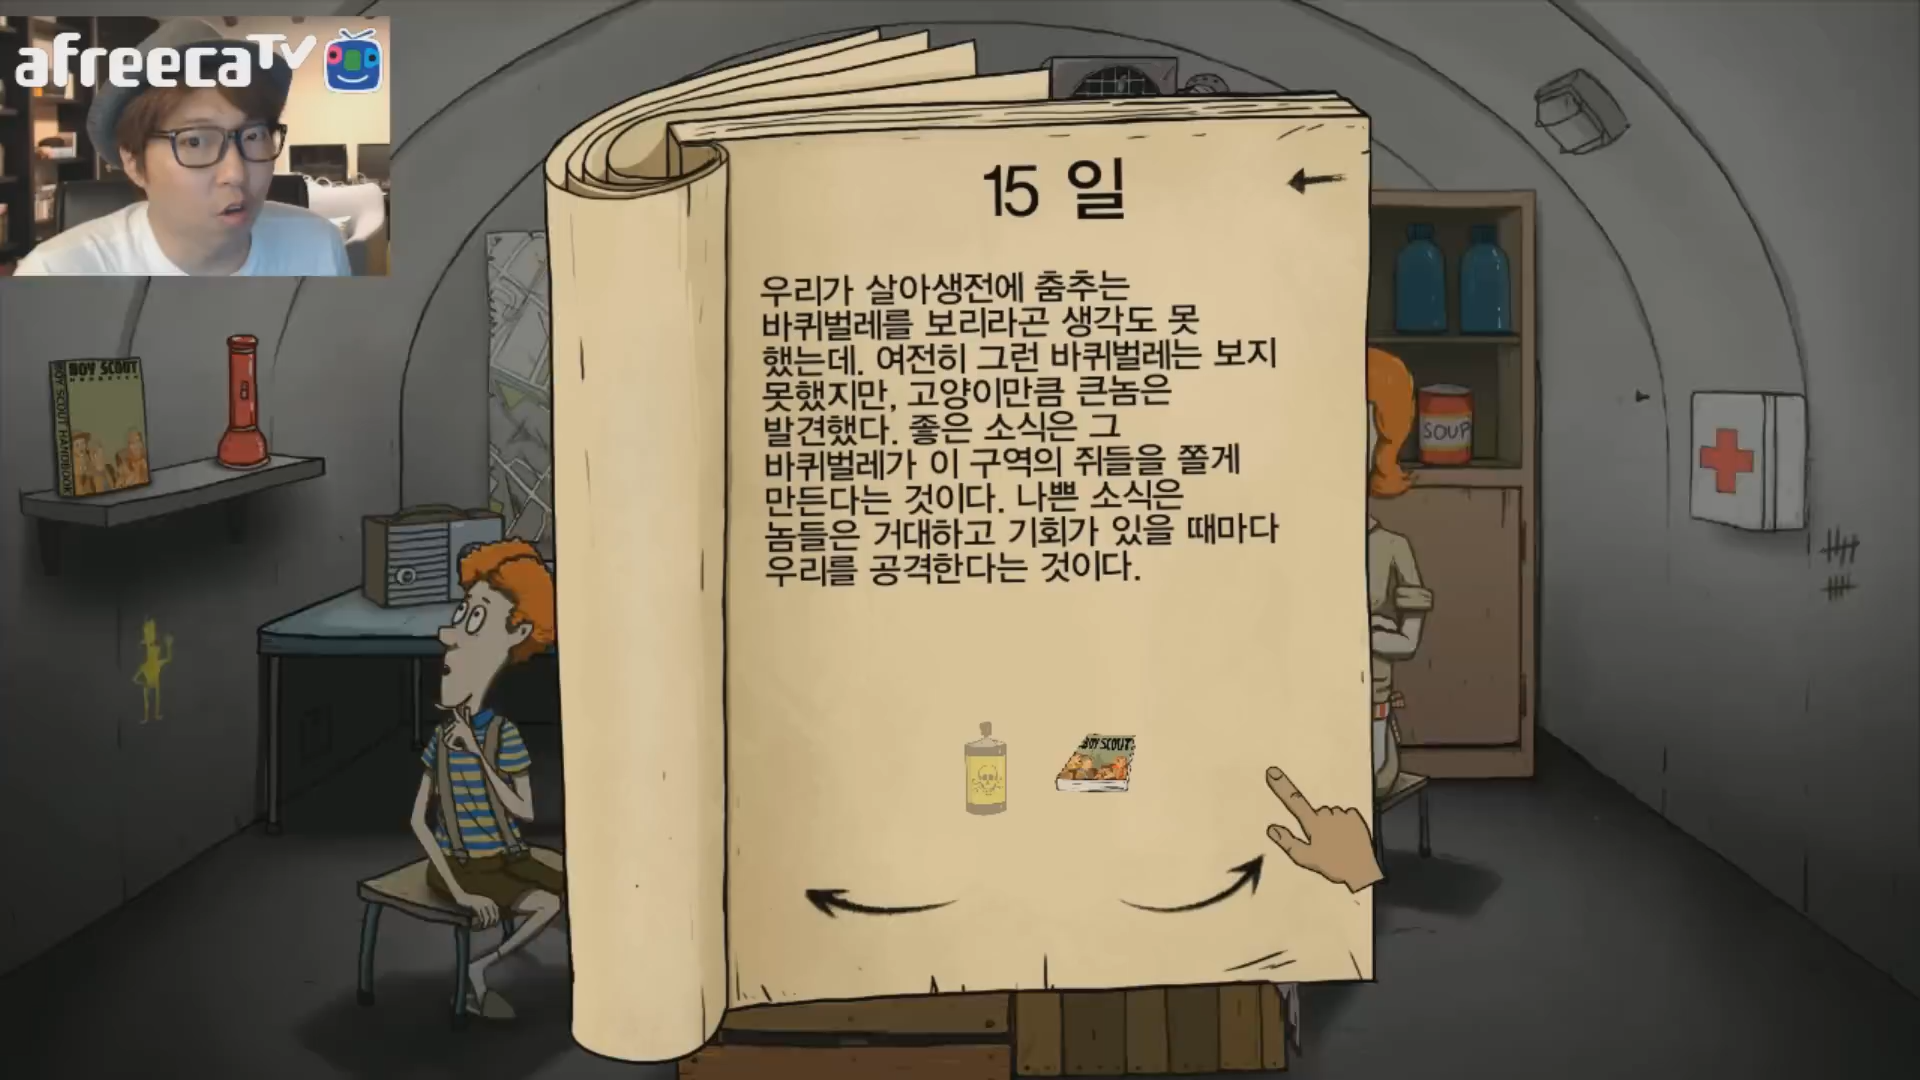 afreecaTV
15 일
우리가 살아생전에 춤추는
바퀴벌레를 보리라곤 생각도 못
했는데. 여전히 그런 바퀴벌레는 보지
못했지만, 고양이만큼 큰놈은
발견했다. 좋은 소식은 그
바퀴벌레가 이 구역의 쥐들을 쫄게
만든다는 것이다. 나쁜 소식은
놈들은 거대하고 기회가 있을 때마다
우리를 공격한다는 것이다.
BOY SCOUT
BOY SCOUT HANDBOOK
SOUP
BOY SCOUT